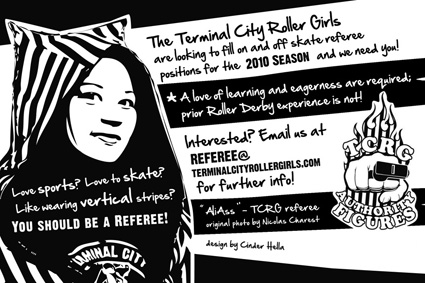 The Terminal City Roller Girls
are looking to fill on and off skate referee
positions for the 2010 SEASON and we need you!
★ A love of learning and eagerness are required;
prior Roller Derby experience is not!
Interested? Email us at
REFEREE@
TERMINALCITYROLLERGIRLS.COM
for further info!
Love sports? Love to skate?
Like wearing vertical stripes?
YOU SHOULD BE A REFEREE!
TERMINAL CITY
TCRG
AUTHORITY
FIGURES
"AliAss" - TCRG referee
original photo by Nicolas Charest
design by Cinder Hella